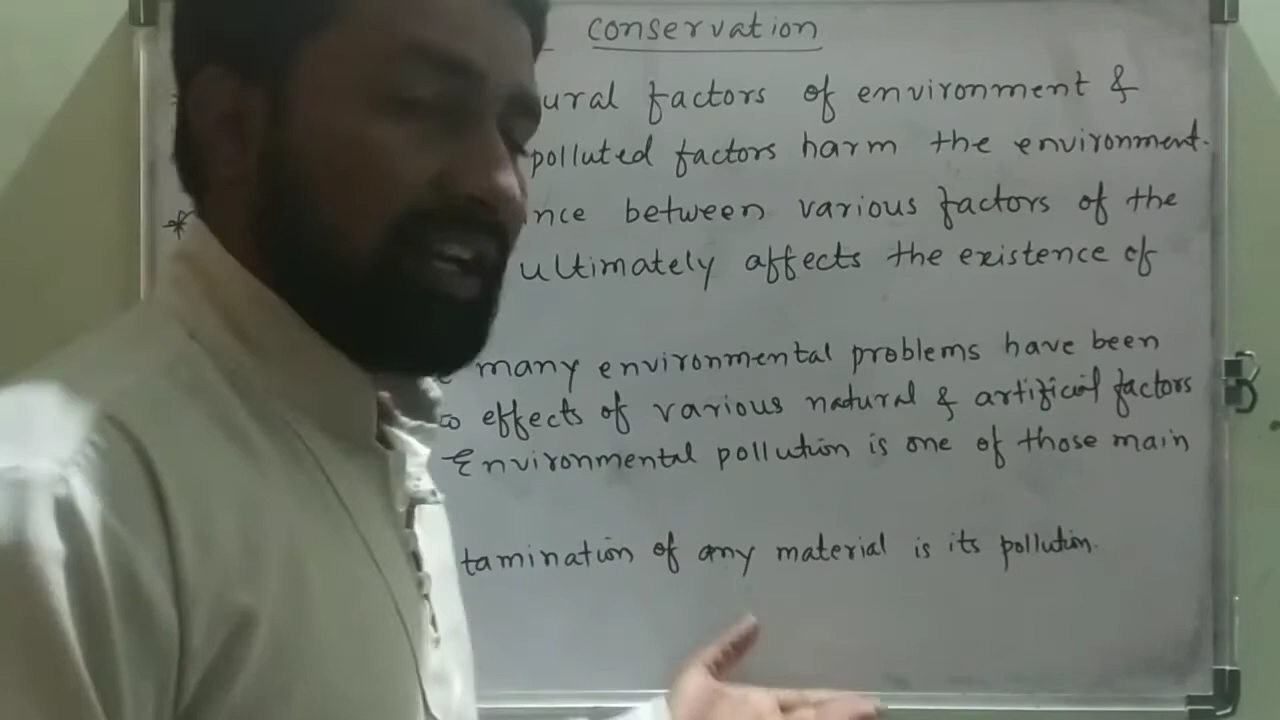 conservation
ural factors of environment &
polluted factors harm the environment.
* nce between various factors of the
ultimately affects the existence of
many environmental problems have been
effects of various natural & artificial factors
Environmental pollution is one of those main
tamination of any material is its pollution.